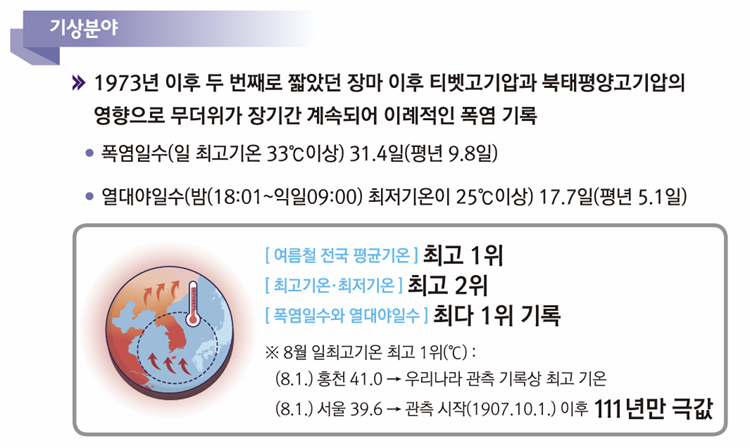 기상분야
» 1973년 이후 두 번째로 짧았던 장마 이후 티벳고기압과 북태평양고기압의
영향으로 무더위가 장기간 계속되어 이례적인 폭염 기록
• 폭염일수(일 최고기온 33℃이상) 31.4일(평년 9.8일)
• 열대야일수(밤(18:01~익일09:00) 최저기온이 25℃이상) 17.7일(평년 5.1일)
[ 여름철 전국 평균기온 ] 최고 1위
[ 최고기온·최저기온 ] 최고 2위
[ 폭염일수와 열대야일수 ] 최다 1위 기록
※ 8월 일최고기온 최고 1위(℃) :
(8.1.) 홍천 41.0 → 우리나라 관측 기록상 최고 기온
(8.1.) 서울 39.6 → 관측 시작(1907.10.1.) 이후 111년만 극값